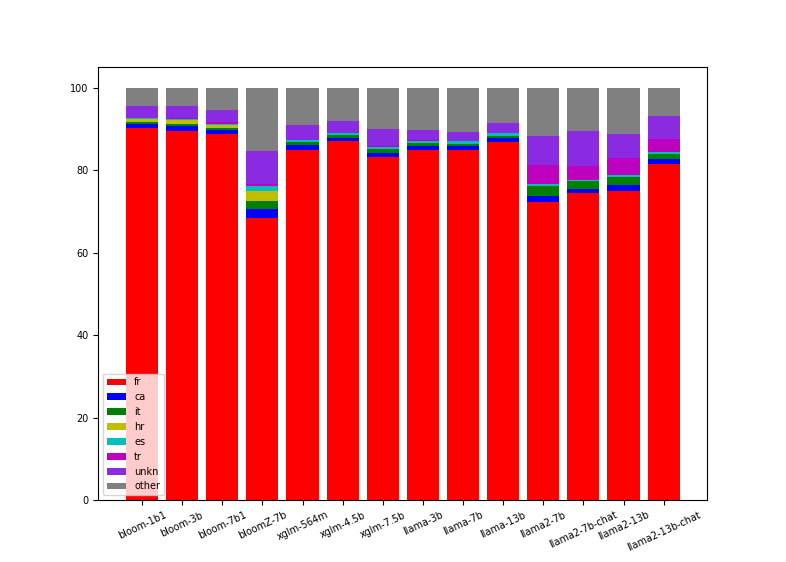 100
80
60
40
20
0
fr
ca
it
hr
es
tr
unkn
other
bloom-1b1
bloom-3b
bloom-7b1
bloomZ-7b
xglm-564m
xglm-4.5b
xglm-7.5b
llama-3b
llama-7b
llama-13b
llama2-7b
llama2-7b-chat
llama2-13b
llama2-13b-chat